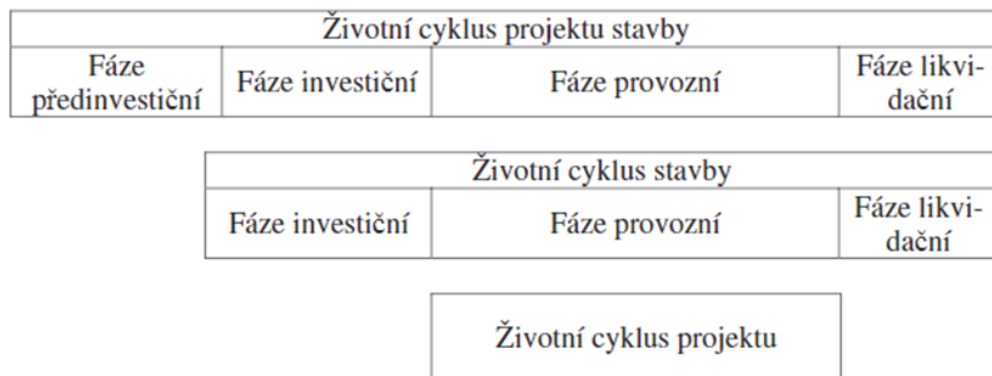 Životní cyklus projektu stavby
Fáze předinvestiční
Fáze investiční
Fáze provozní
Fáze likvi-
dační
Životní cyklus stavby
Fáze investiční
Fáze provozní
Fáze likvi-
dační
Životní cyklus projektu